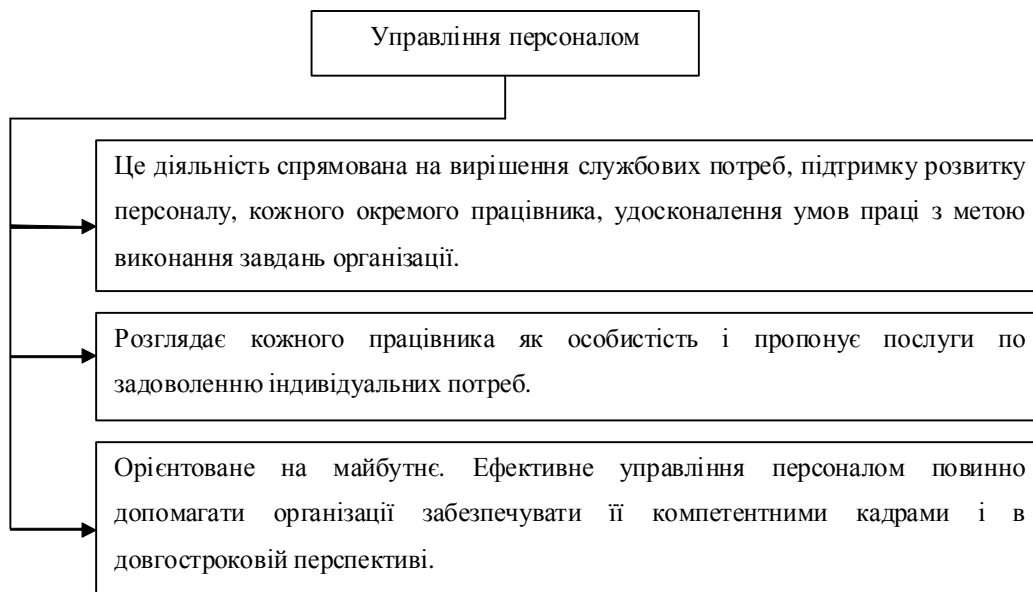 Управління персоналом
Це діяльність спрямована на вирішення службових потреб, підтримку розвитку
персоналу, кожного окремого працівника, удосконалення умов праці з метою
виконання завдань організації.
Розглядає кожного працівника як особистість і пропонує послуги по
задоволенню індивідуальних потреб.
Орієнтоване на майбутнє. Ефективне управління персоналом повинно
допомагати організації забезпечувати її компетентними кадрами і в
довгостроковій перспективі.